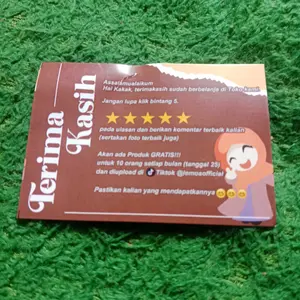 Terima
Kasih
Assalamualaikum
Hai Kakak, terimakasih sudah berbelanja di Toko kami!
Jangan lupa klik bintang 5,
pada ulasan dan berikan komentar terbaik kalian
(sertakan foto terbaik juga)
Akan ada Produk GRATIS!!!
untuk 10 orang setiap bulan (tanggal 25)
dan diupload di Tiktok @jemoaofficial
Pastikan kalian yang mendapatkannya